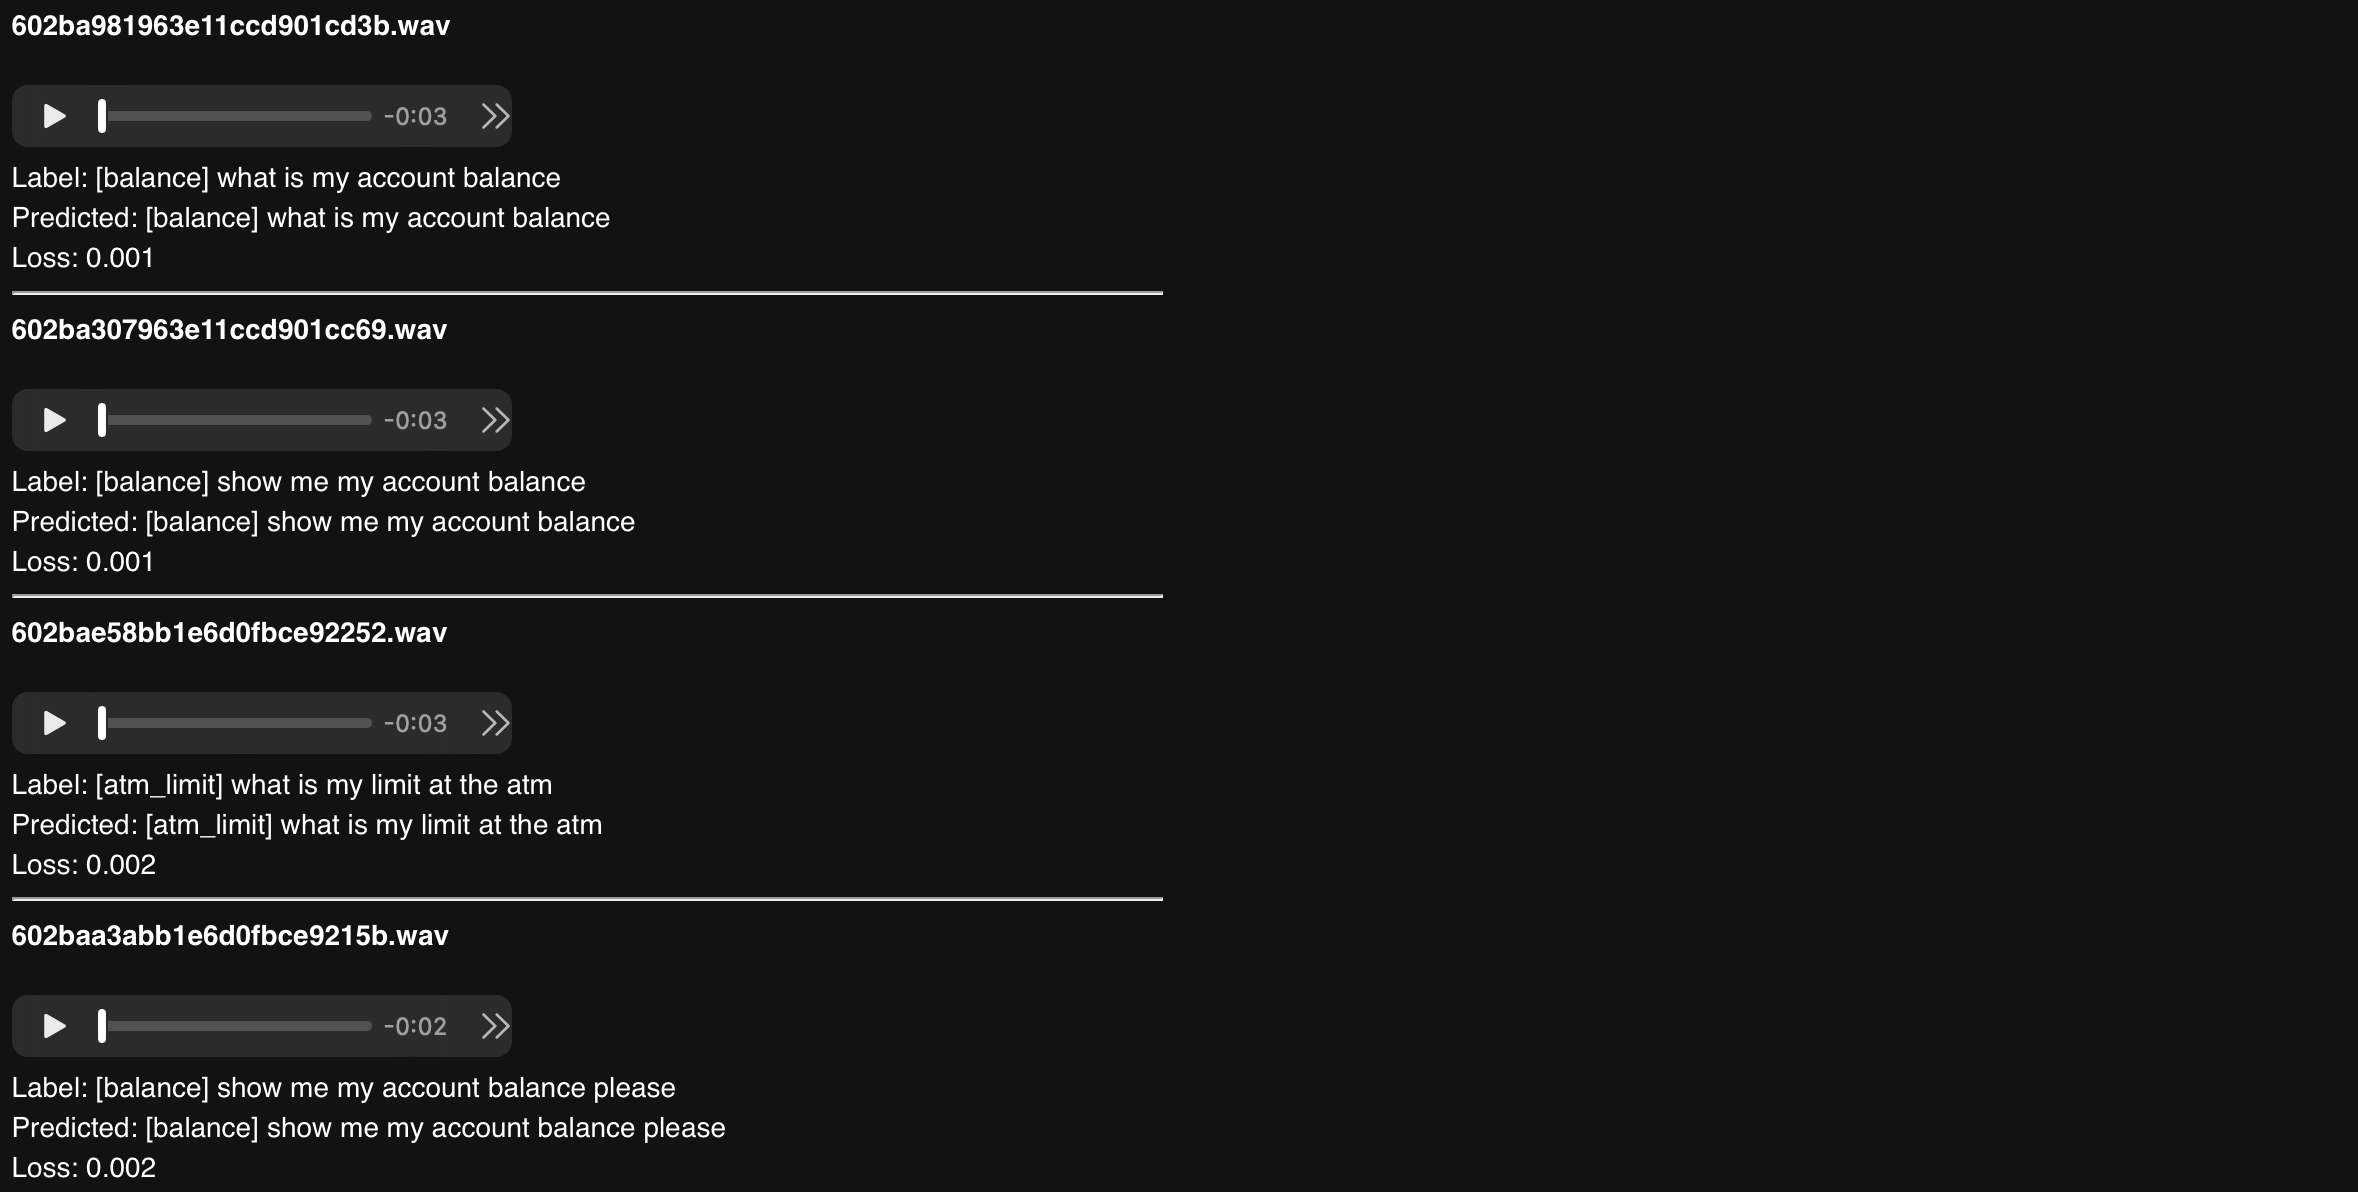 602ba981963e11ccd901cd3b.wav
-0:03
Label: [balance] what is my account balance
Predicted: [balance] what is my account balance
Loss: 0.001
602ba307963e11ccd901cc69.wav
-0:03
Label: [balance] show me my account balance
Predicted: [balance] show me my account balance
Loss: 0.001
602bae58bb1e6d0fbce92252.wav
-0:03
Label: [atm_limit] what is my limit at the atm
Predicted: [atm_limit] what is my limit at the atm
Loss: 0.002
602baa3abb1e6d0fbce9215b.wav
-0:02
Label: [balance] show me my account balance please
Predicted: [balance] show me my account balance please
Loss: 0.002